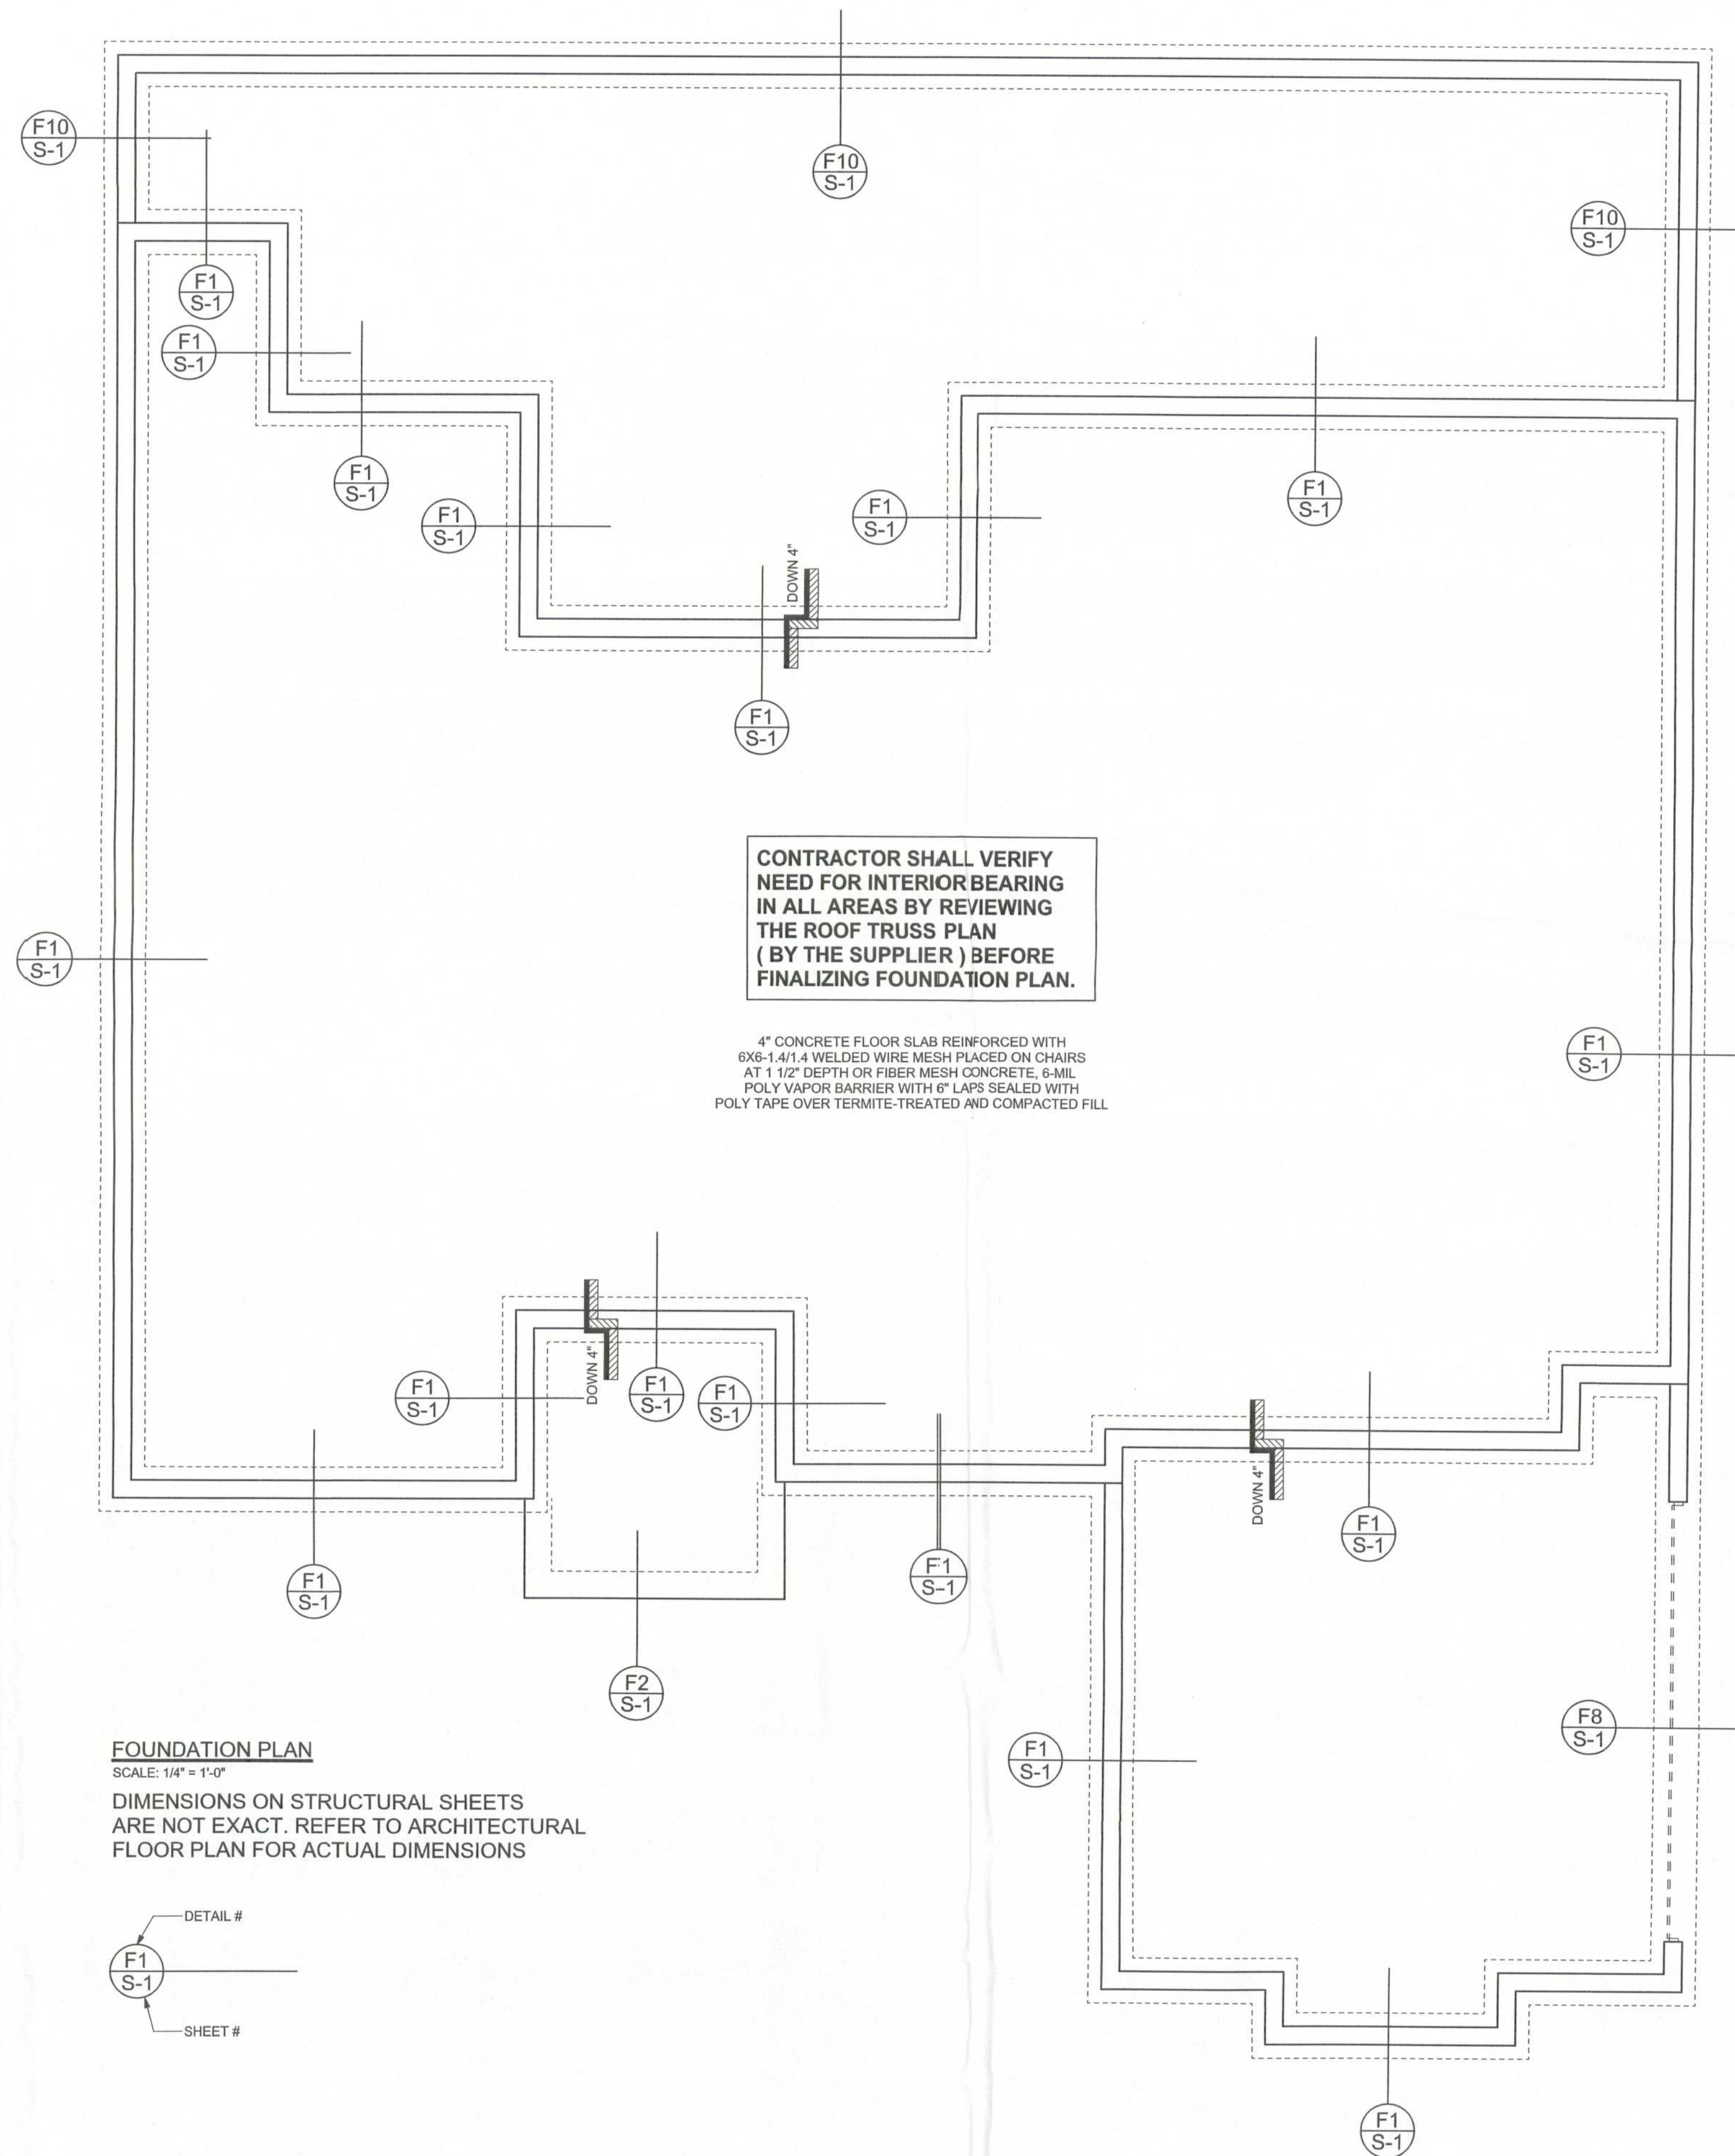 F10
S-1
F10
S-1
F10
S-1
F1
S-1
F1
S-1
F1
S-1
F1
S-1
F1
S-1
F1
S-1
DOWN 4"
F1
S-1
CONTRACTOR SHALL VERIFY
NEED FOR INTERIOR BEARING
IN ALL AREAS BY REVIEWING
THE ROOF TRUSS PLAN
( BY THE SUPPLIER ) BEFORE
FINALIZING FOUNDATION PLAN.
F1
S-1
4" CONCRETE FLOOR SLAB REINFORCED WITH
6X6-1.4/1.4 WELDED WIRE MESH PLACED ON CHAIRS
AT 1 1/2" DEPTH OR FIBER MESH CONCRETE, 6-MIL
POLY VAPOR BARRIER WITH 6" LAPS SEALED WITH
POLY TAPE OVER TERMITE-TREATED AND COMPACTED FILL
F1
S-1
DOWN 4"
F1
S-1
F1
S-1
F1
S-1
DOWN 4"
F1
S-1
F1
S-1
F1
S-1
F2
S-1
F8
S-1
F1
S-1
FOUNDATION PLAN
SCALE: 1/4" = 1'-0"
DIMENSIONS ON STRUCTURAL SHEETS
ARE NOT EXACT. REFER TO ARCHITECTURAL
FLOOR PLAN FOR ACTUAL DIMENSIONS
DETAIL #
F1
S-1
SHEET #
F1
S-1